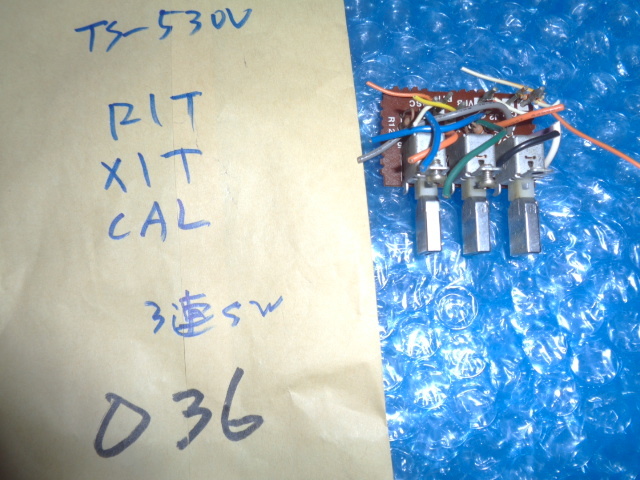 TS-530V
RIT
XIT
CAL
3連SW
036